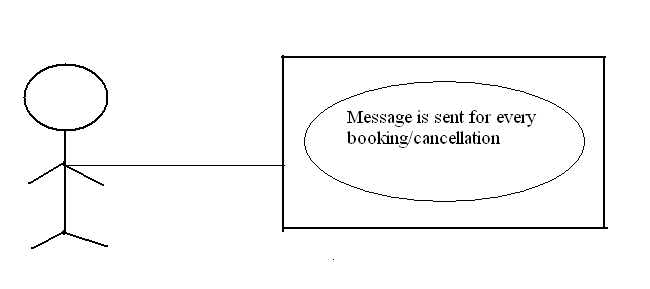 Message is sent for every
booking/cancellation